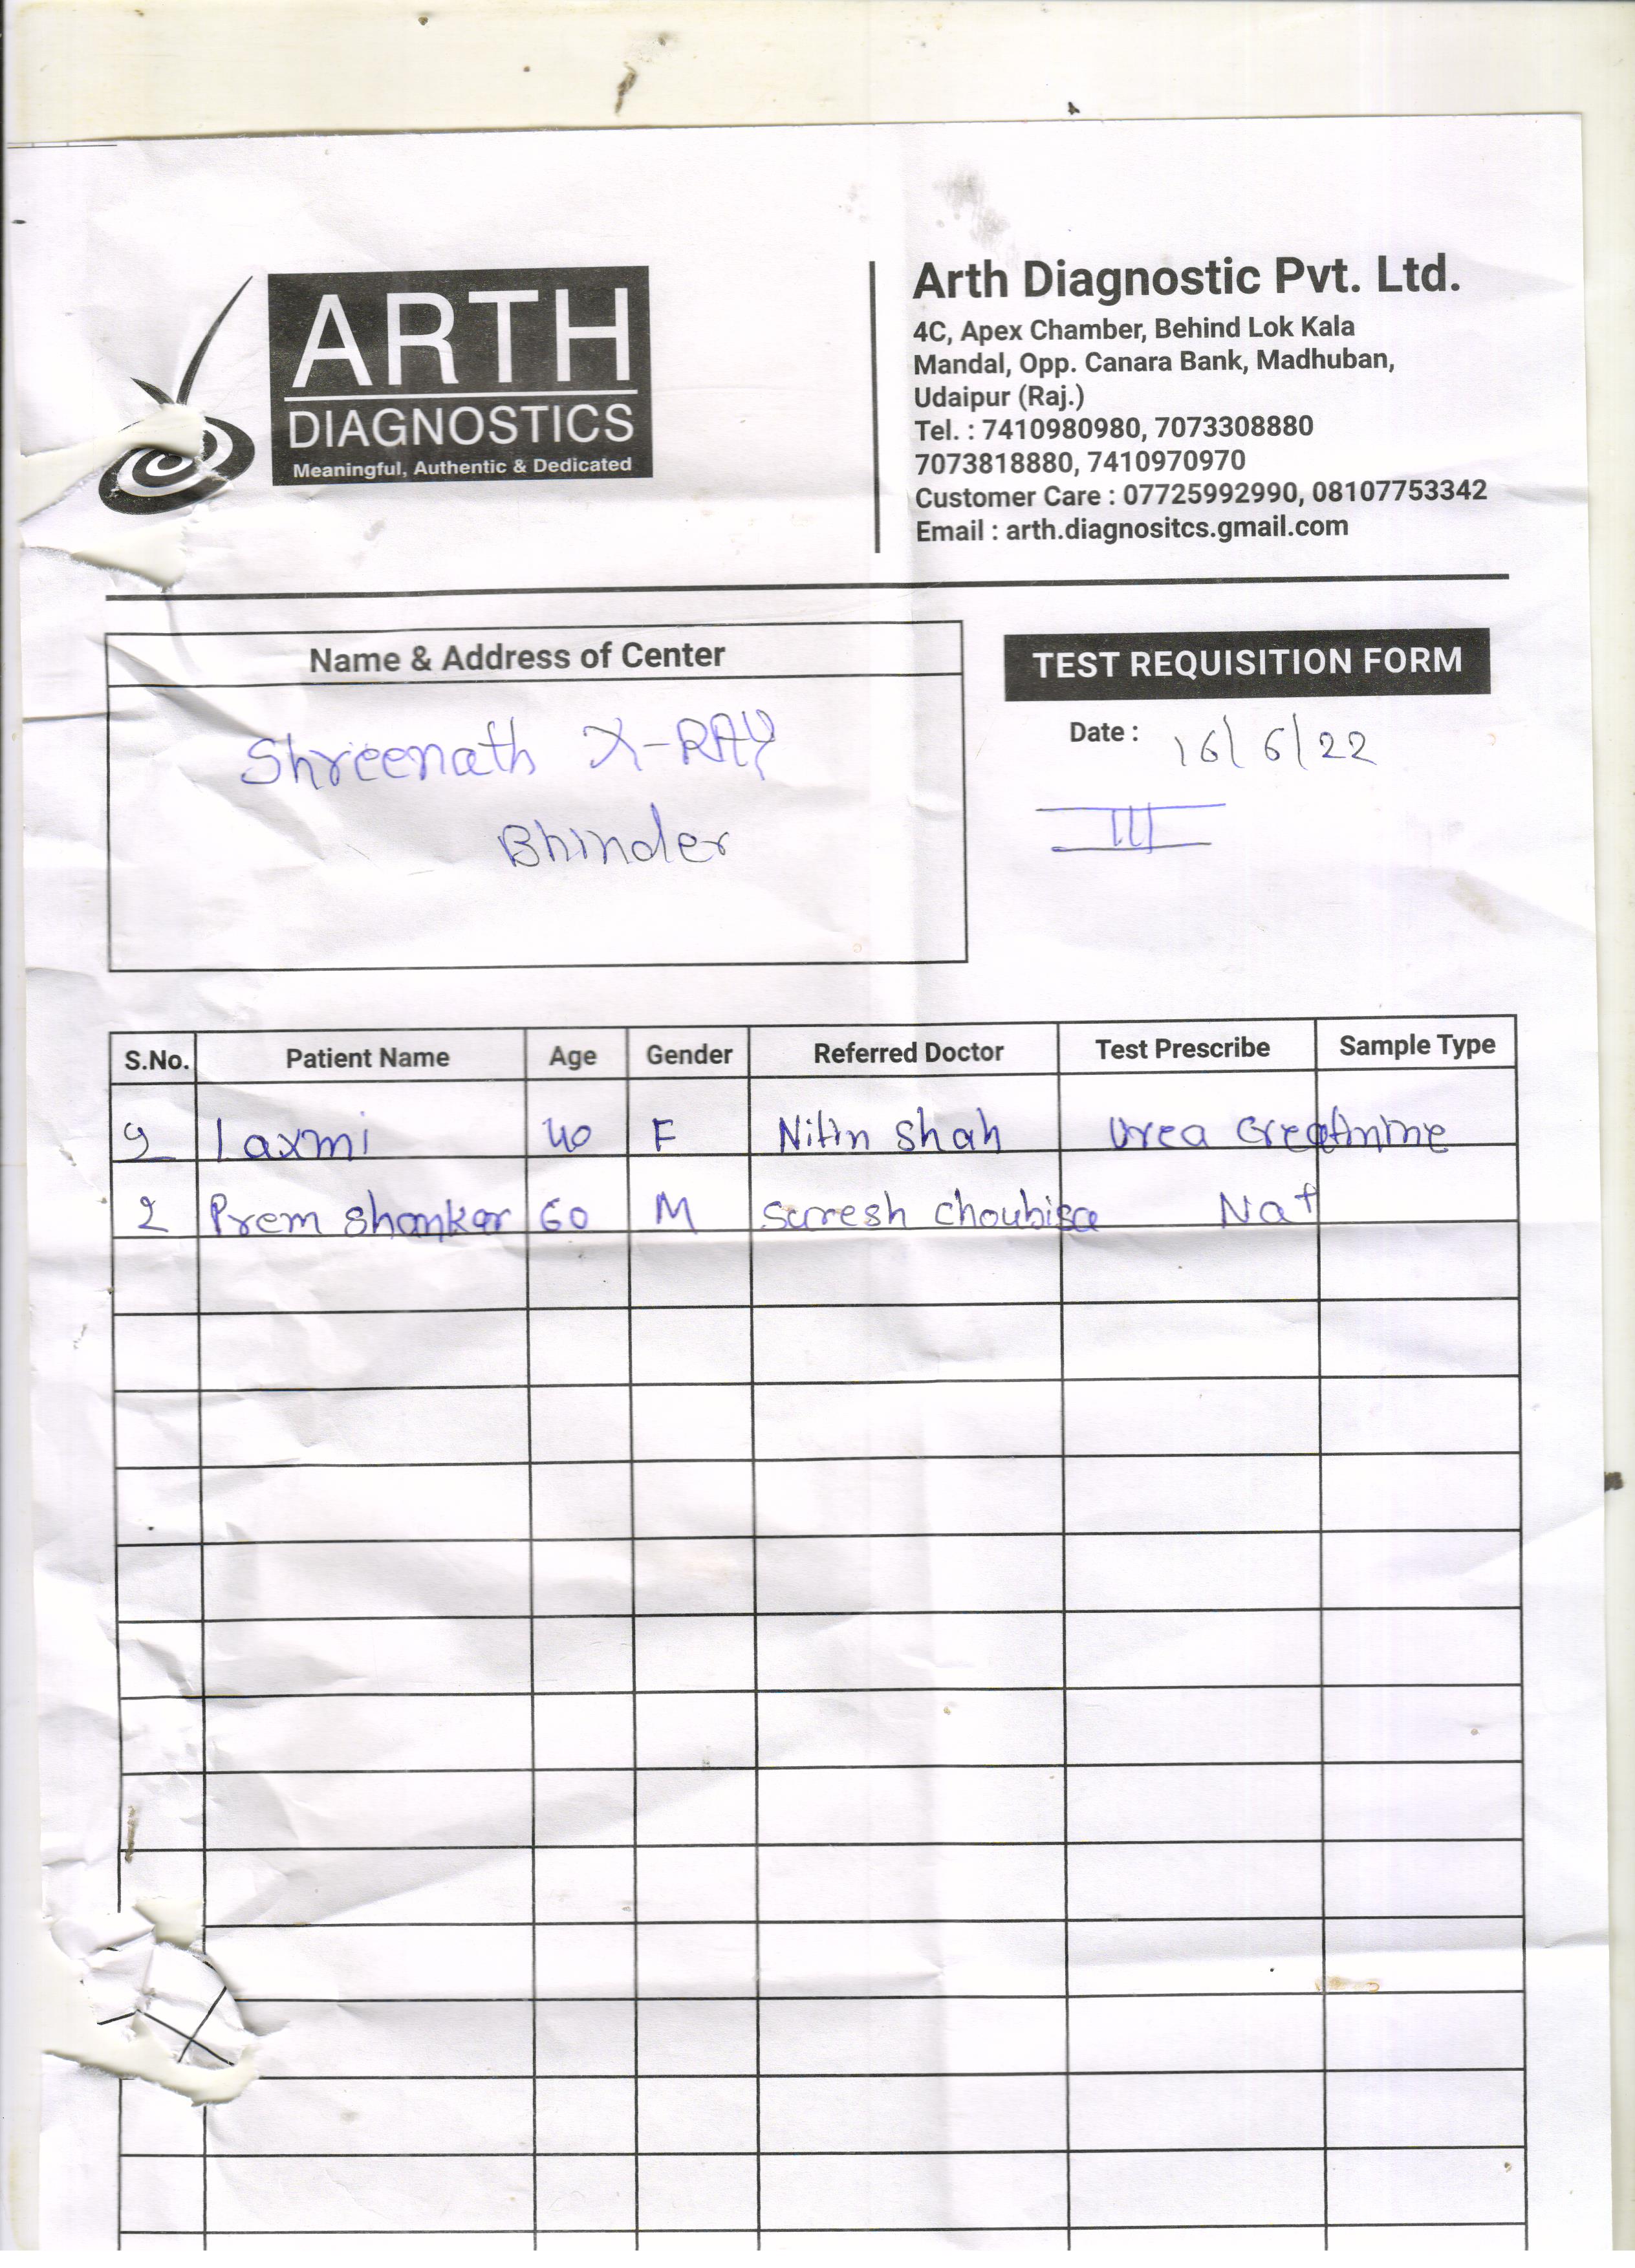 ARTH
DIAGNOSTICS
Meaningful, Authentic & Dedicated
Arth Diagnostic Pvt. Ltd.
4C, Apex Chamber, Behind Lok Kala
Mandal, Opp. Canara Bank, Madhuban,
Udaipur (Raj.)
Tel. : 7410980980, 7073308880
7073818880, 7410970970
Customer Care : 07725992990, 08107753342
Email : arth.diagnositcs.gmail.com
Name & Address of Center
Shreenath X-RAY
Bhinder
TEST REQUISITION FORM
Date : 16/6/22
III
S.No. Patient Name Age Gender Referred Doctor Test Prescribe Sample Type
Laxmi 40 F Nitin Shah Urea Creatinine
2 Prem Shankar 60 M Suresh choubisa Na+